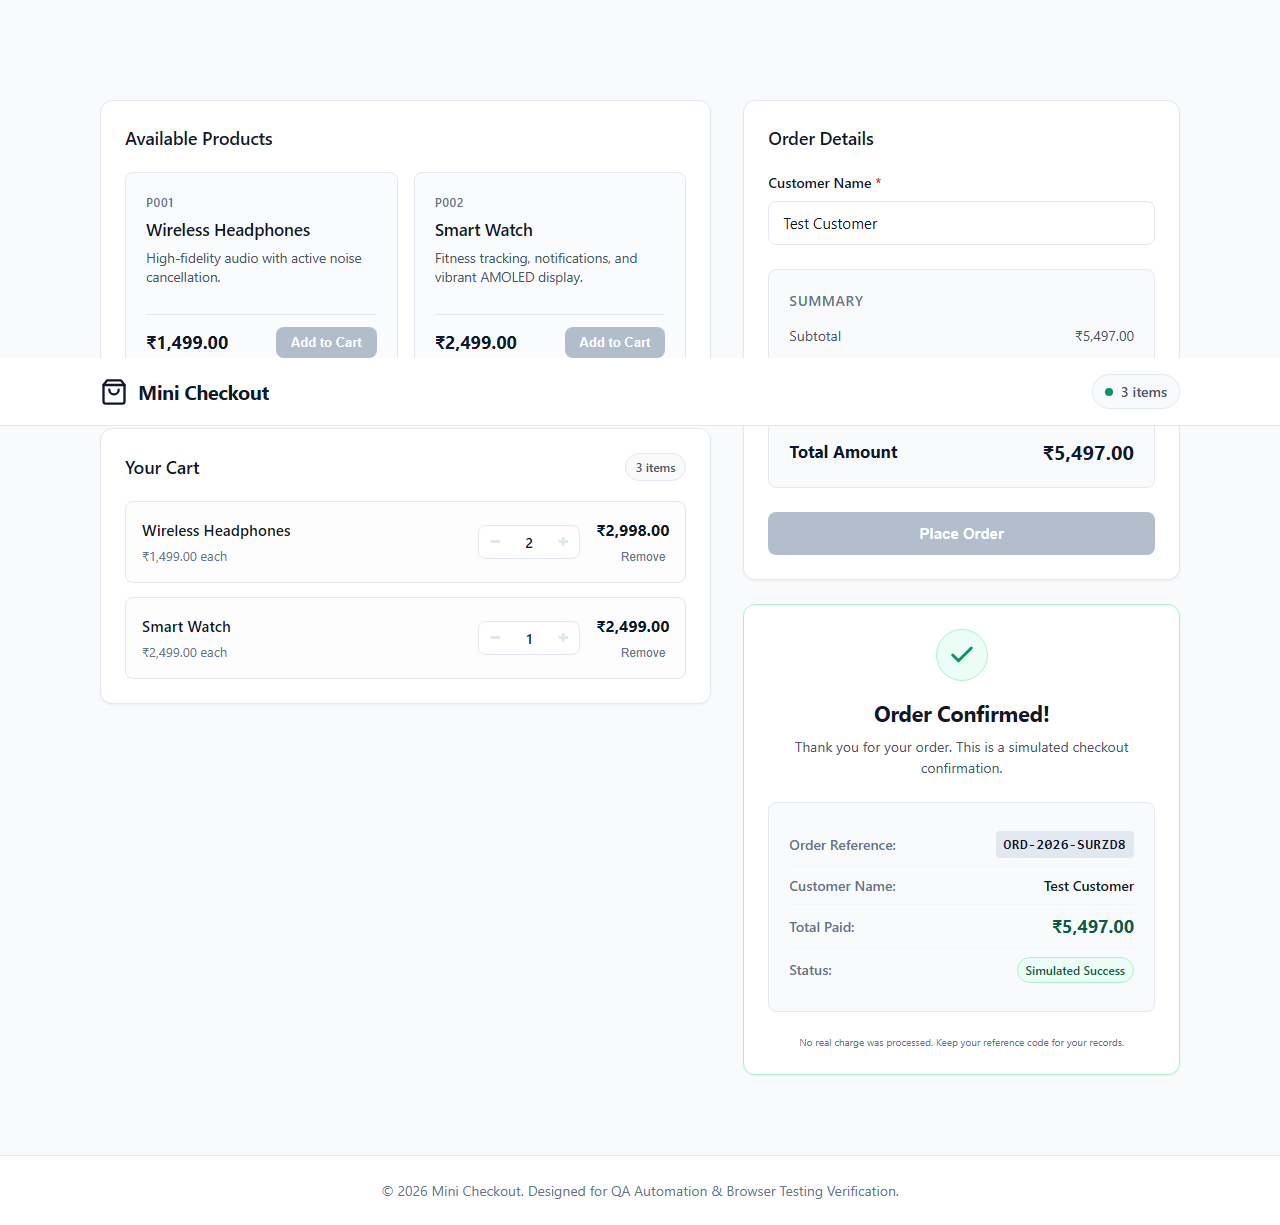 Available Products
P001
Wireless Headphones
High-fidelity audio with active noise
cancellation.
₹1,499.00
Add to Cart
P002
Smart Watch
Fitness tracking, notifications, and
vibrant AMOLED display.
₹2,499.00
Add to Cart
Order Details
Customer Name *
Test Customer
SUMMARY
Subtotal ₹5,497.00
Mini Checkout
3 items
Your Cart
3 items
Wireless Headphones
₹1,499.00 each
− 2 +
₹2,998.00
Remove
Smart Watch
₹2,499.00 each
− 1 +
₹2,499.00
Remove
Total Amount ₹5,497.00
Place Order
Order Confirmed!
Thank you for your order. This is a simulated checkout
confirmation.
Order Reference: ORD-2026-SURZD8
Customer Name: Test Customer
Total Paid: ₹5,497.00
Status: Simulated Success
No real charge was processed. Keep your reference code for your records.
© 2026 Mini Checkout. Designed for QA Automation & Browser Testing Verification.